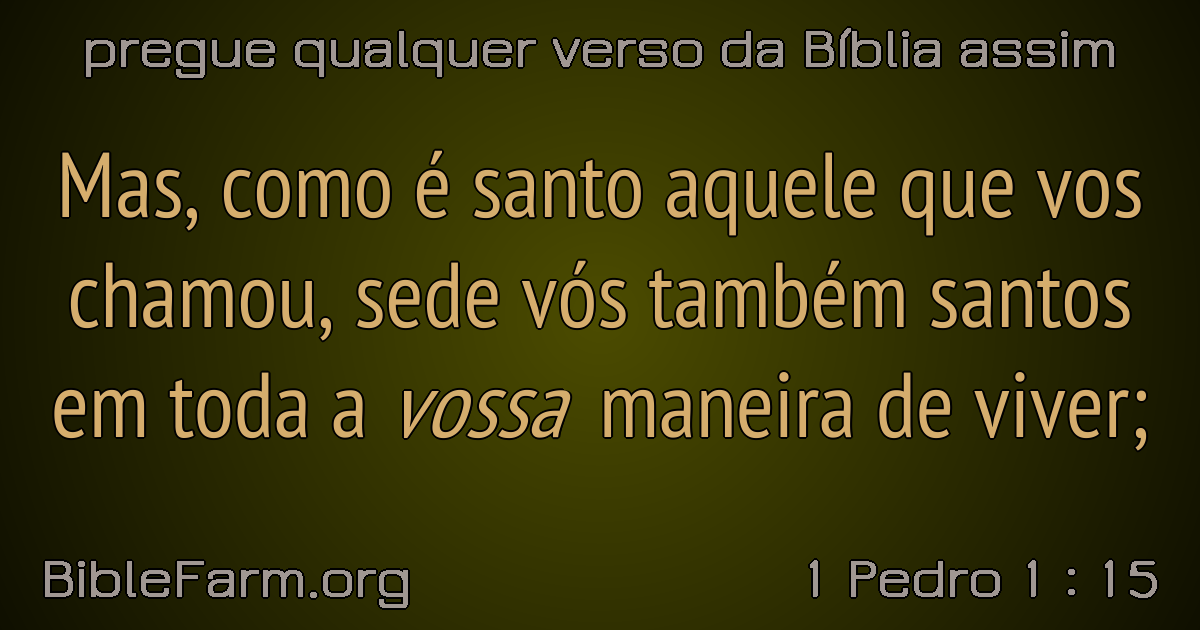 pregue qualquer verso da Bíblia assim
Mas, como é santo aquele que vos
chamou, sede vós também santos
em toda a vossa maneira de viver;
BibleFarm.org
1 Pedro 1 : 15